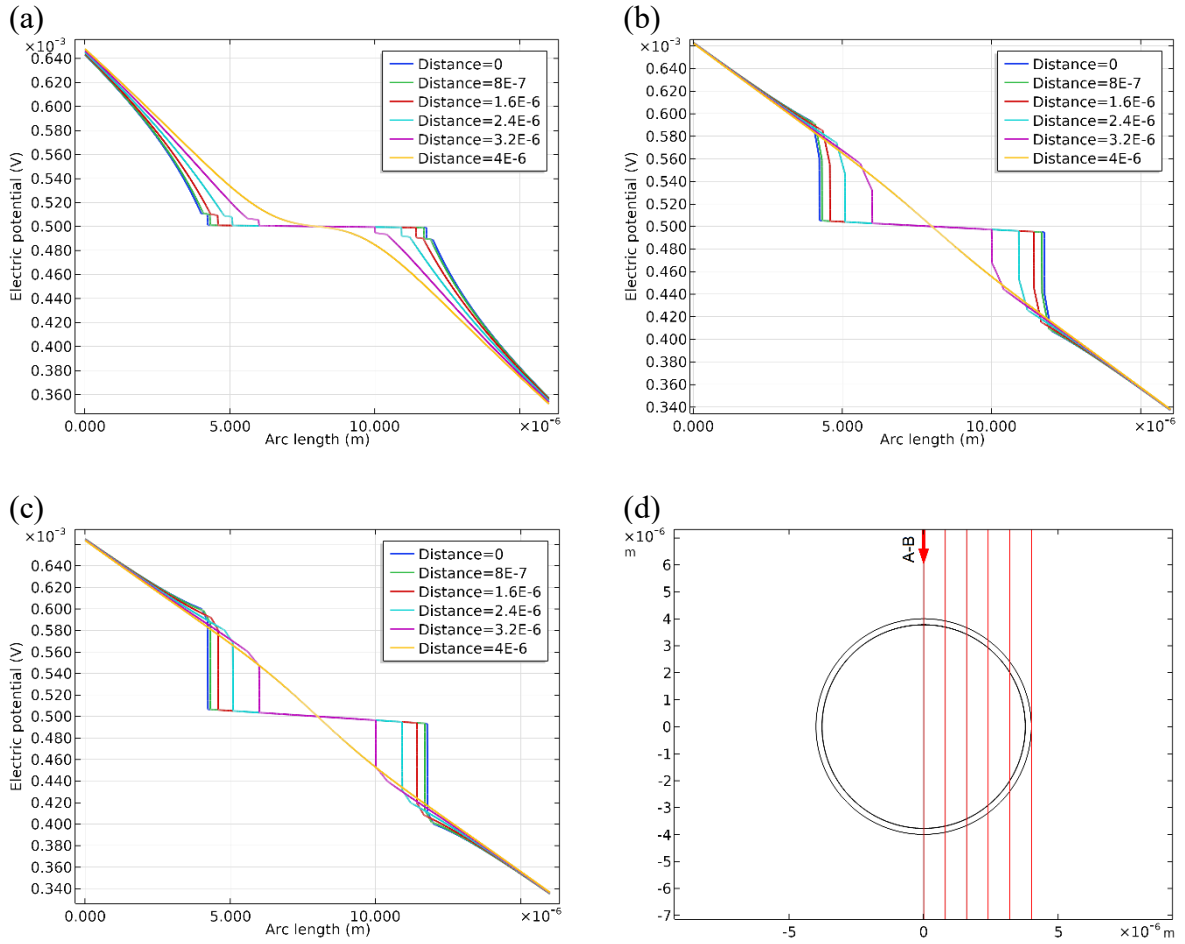 (a)
×10⁻³
0.640
0.620
0.600
0.580
0.560
0.540
0.520
0.500
0.480
0.460
0.440
0.420
0.400
0.380
0.360
Electric potential (V)
Distance=0
Distance=8E-7
Distance=1.6E-6
Distance=2.4E-6
Distance=3.2E-6
Distance=4E-6
0.000
5.000
10.000
×10⁻⁶
Arc length (m)
(b)
×10⁻³
0.640
0.620
0.600
0.580
0.560
0.540
0.520
0.500
0.480
0.460
0.440
0.420
0.400
0.380
0.360
0.340
Electric potential (V)
Distance=0
Distance=8E-7
Distance=1.6E-6
Distance=2.4E-6
Distance=3.2E-6
Distance=4E-6
0.000
5.000
10.000
×10⁻⁶
Arc length (m)
(c)
×10⁻³
0.660
0.640
0.620
0.600
0.580
0.560
0.540
0.520
0.500
0.480
0.460
0.440
0.420
0.400
0.380
0.360
0.340
Electric potential (V)
Distance=0
Distance=8E-7
Distance=1.6E-6
Distance=2.4E-6
Distance=3.2E-6
Distance=4E-6
0.000
5.000
10.000
×10⁻⁶
Arc length (m)
(d)
×10⁻⁶
m
A-B
6
5
4
3
2
1
0
-1
-2
-3
-4
-5
-6
-7
-5
0
5
×10⁻⁶ m